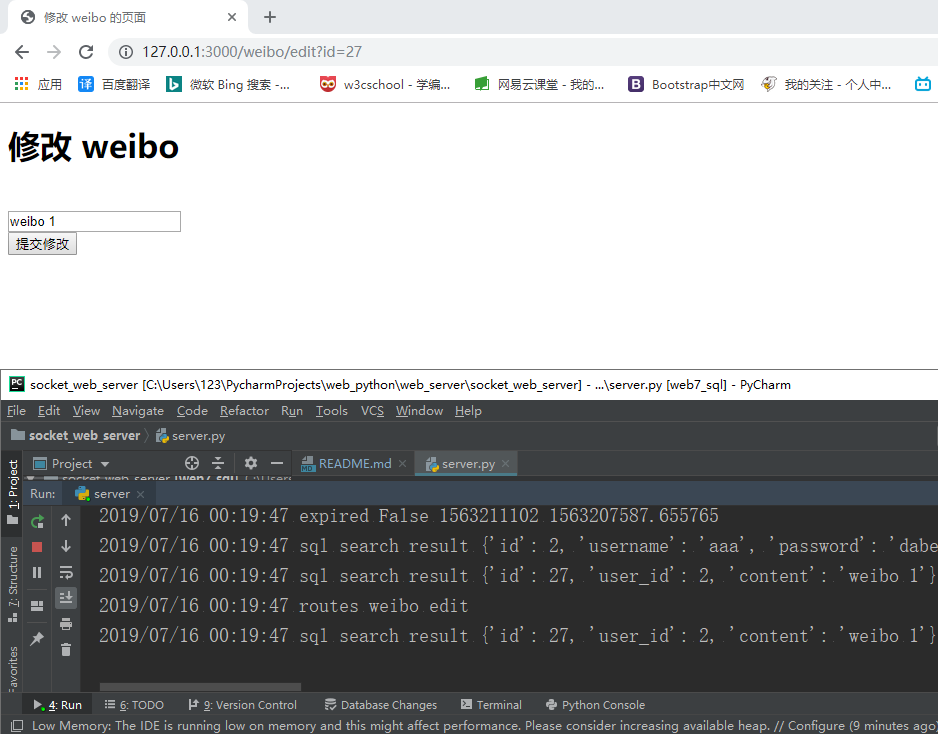 修改 weibo 的页面
127.0.0.1:3000/weibo/edit?id=27
应用 译 百度翻译 微软 Bing 搜索 -... w3cschool - 学编... 网易云课堂 - 我的... B Bootstrap中文网 我的关注 - 个人中...
修改 weibo
weibo 1
提交修改
PC socket_web_server [C:\Users\123\PycharmProjects\web_python\web_server\socket_web_server] - ...\server.py [web7_sql] - PyCharm
File Edit View Navigate Code Refactor Run Tools VCS Window Help
socket_web_server server.py
1: Project
Project README.md server.py
socket_web_server [web7_sql] C:\Users
Run: server
2019/07/16 00:19:47 expired False 1563211102 1563207587.655765
2019/07/16 00:19:47 sql search result {'id': 2, 'username': 'aaa', 'password': 'dabe
2019/07/16 00:19:47 sql search result {'id': 27, 'user_id': 2, 'content': 'weibo 1'}
2019/07/16 00:19:47 routes weibo edit
2019/07/16 00:19:47 sql search result {'id': 27, 'user_id': 2, 'content': 'weibo 1'}
7: Structure
Favorites
4: Run 6: TODO 9: Version Control Database Changes Terminal Python Console
Low Memory: The IDE is running low on memory and this might affect performance. Please consider increasing available heap. // Configure (9 minutes ago)